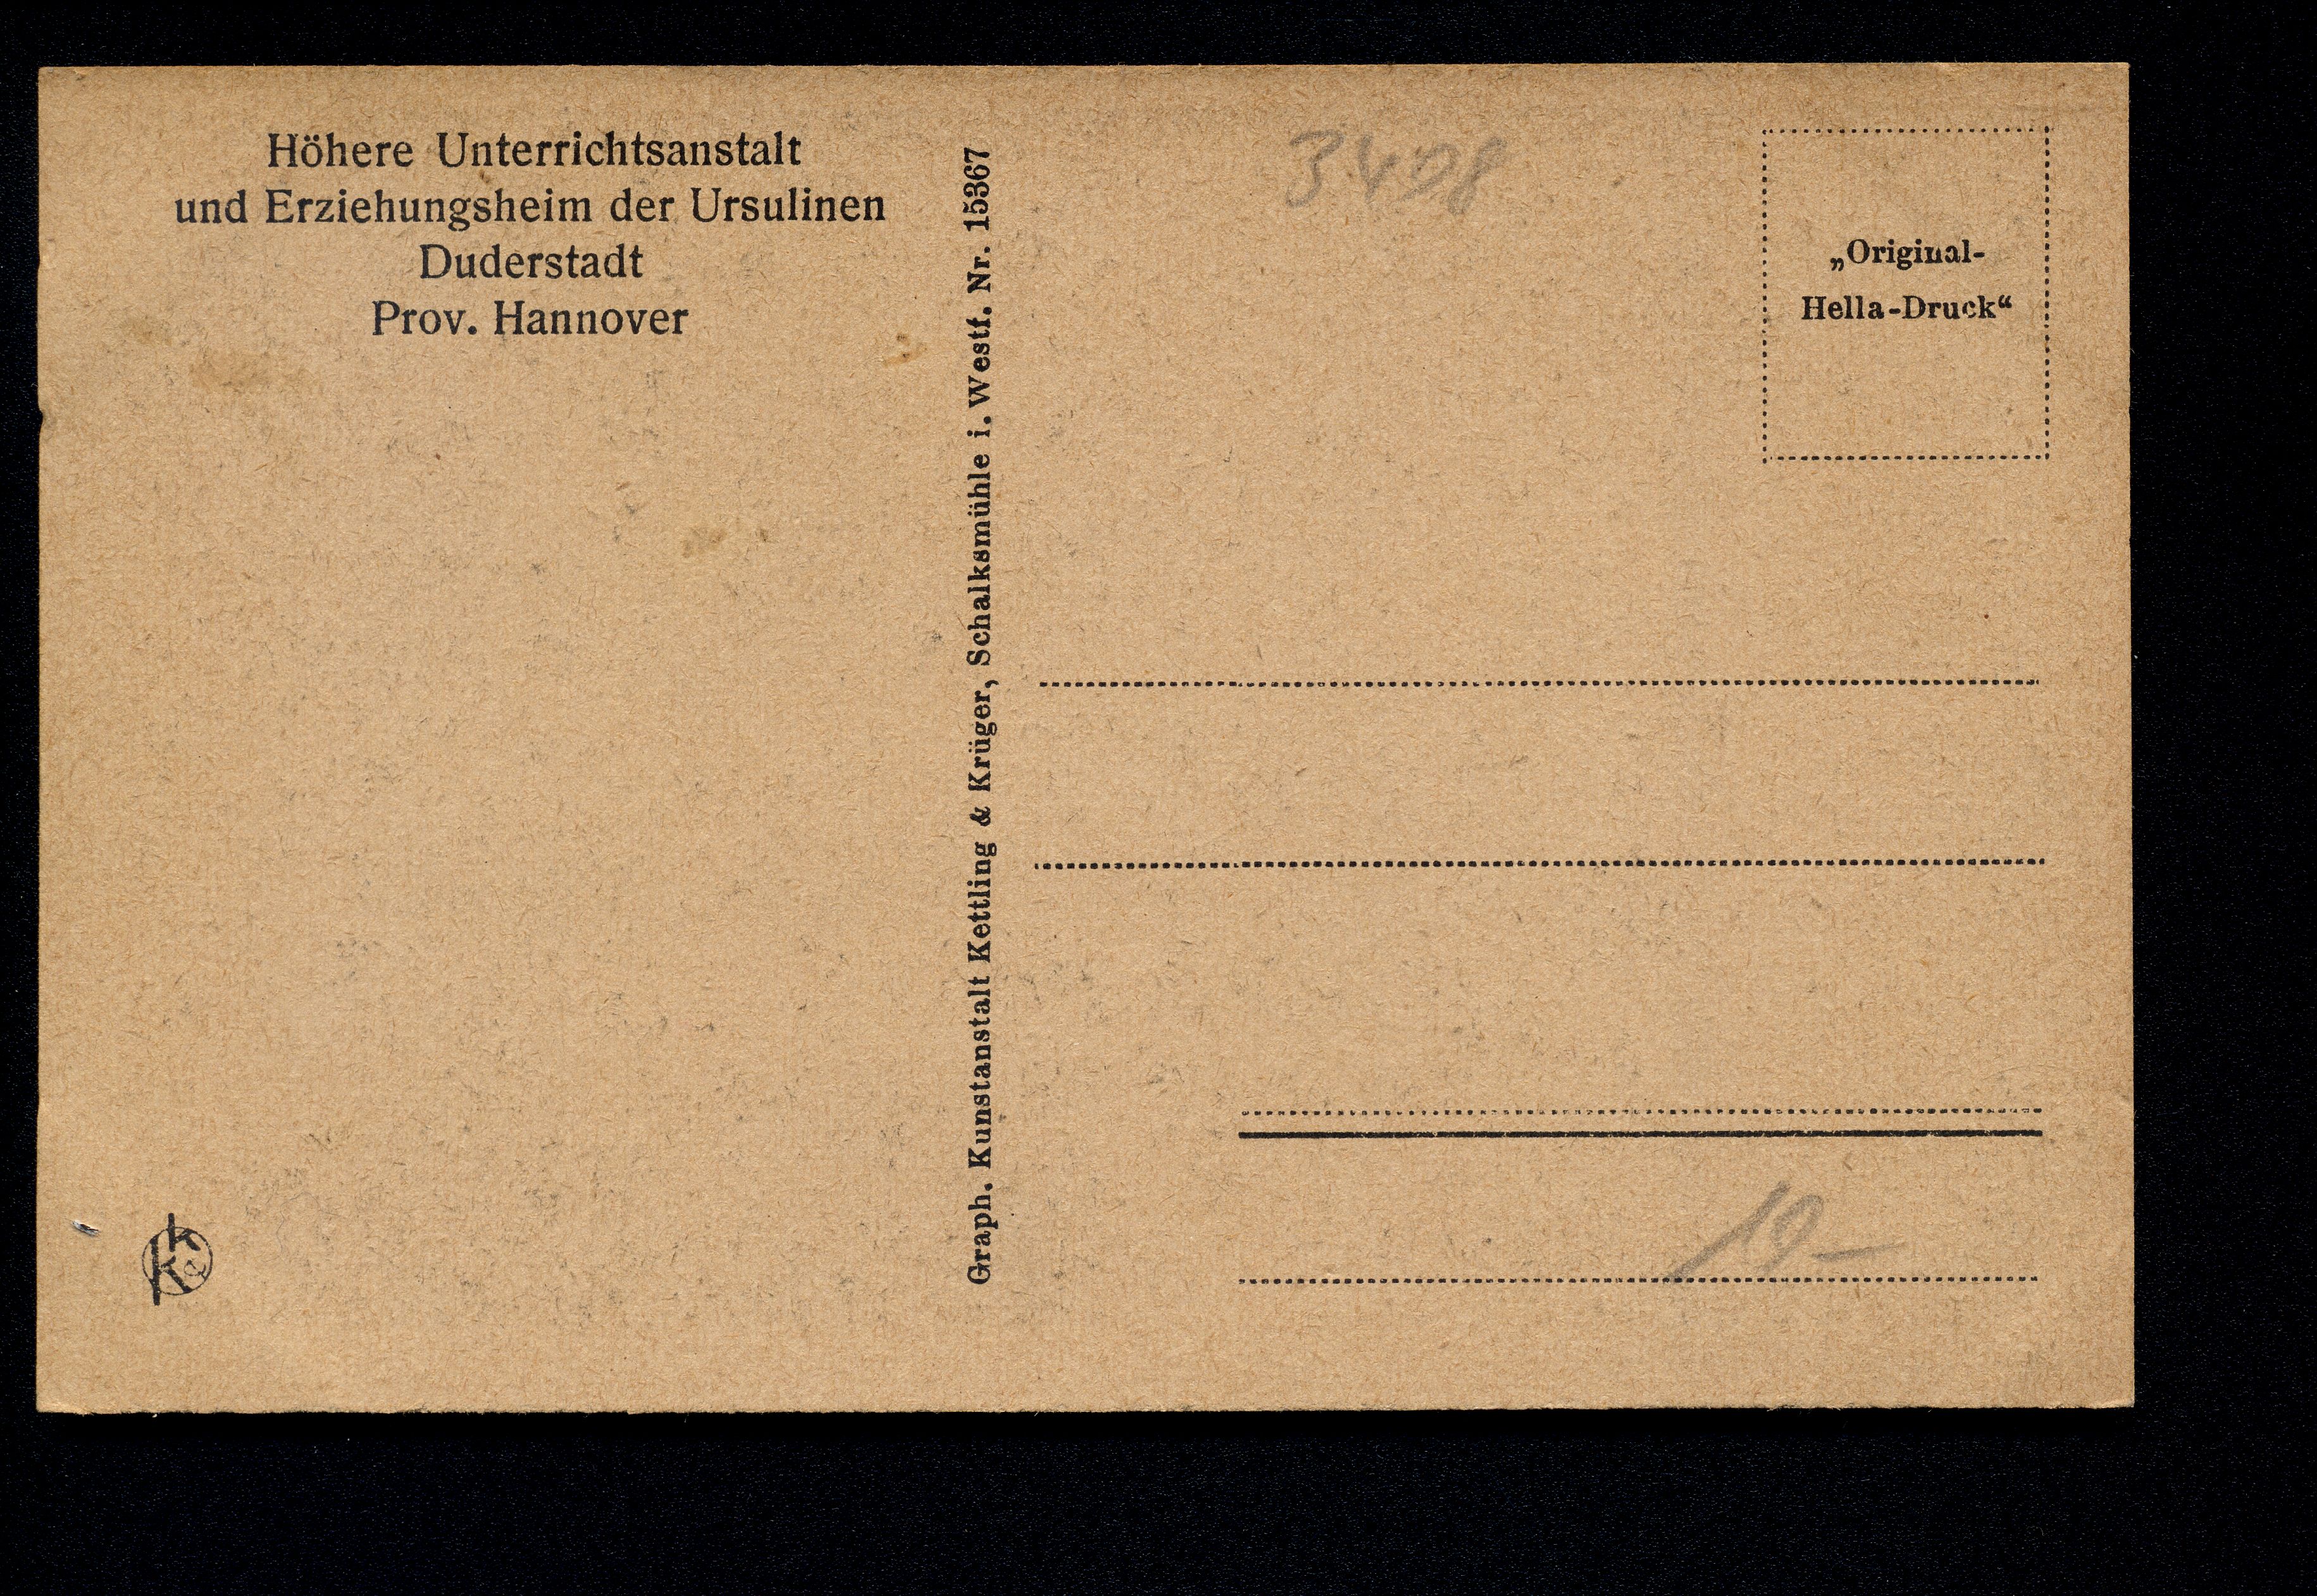 Höhere Unterrichtsanstalt
und Erziehungsheim der Ursulinen
Duderstadt
Prov. Hannover
Graph. Kunstanstalt Kettling & Krüger, Schalksmühle i. Westf. Nr. 15367
3408
„Original-
Hella-Druck“
19–